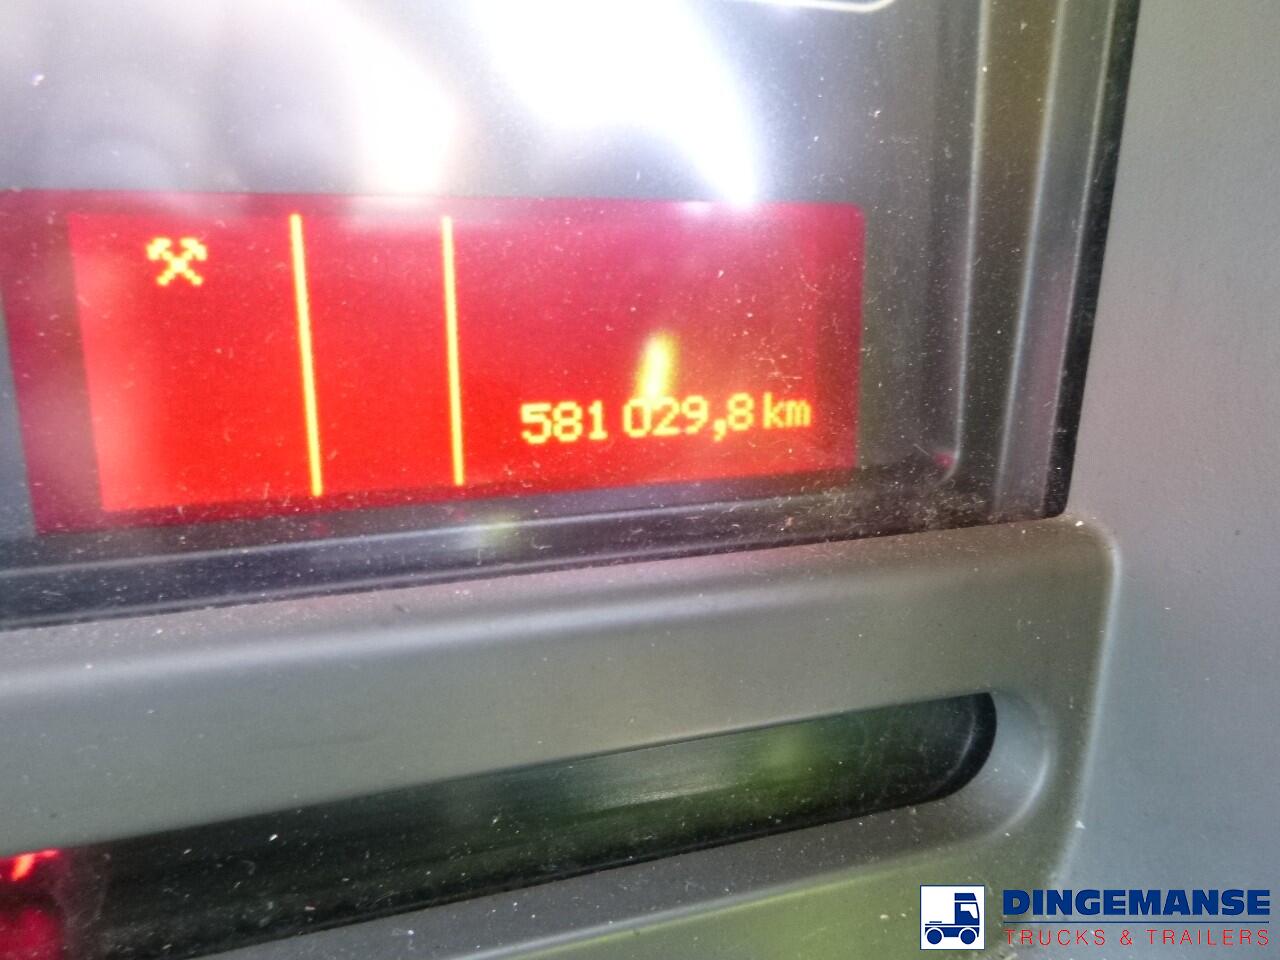 581 029,8 km
DINGEMANSE
TRUCKS & TRAILERS